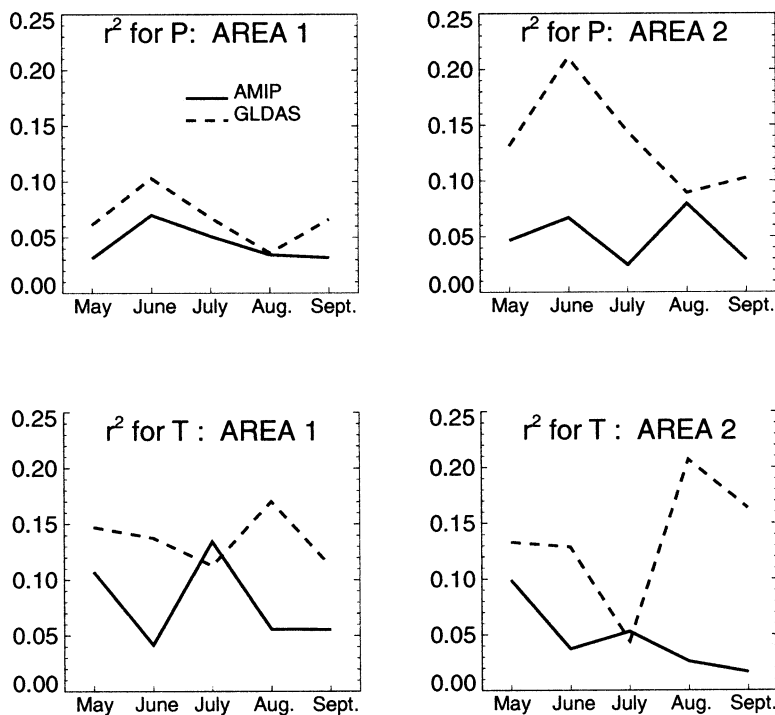 r² for P: AREA 1
AMIP
GLDAS
0.25
0.20
0.15
0.10
0.05
0.00
May June July Aug. Sept.
r² for P: AREA 2
0.25
0.20
0.15
0.10
0.05
0.00
May June July Aug. Sept.
r² for T : AREA 1
0.25
0.20
0.15
0.10
0.05
0.00
May June July Aug. Sept.
r² for T : AREA 2
0.25
0.20
0.15
0.10
0.05
0.00
May June July Aug. Sept.